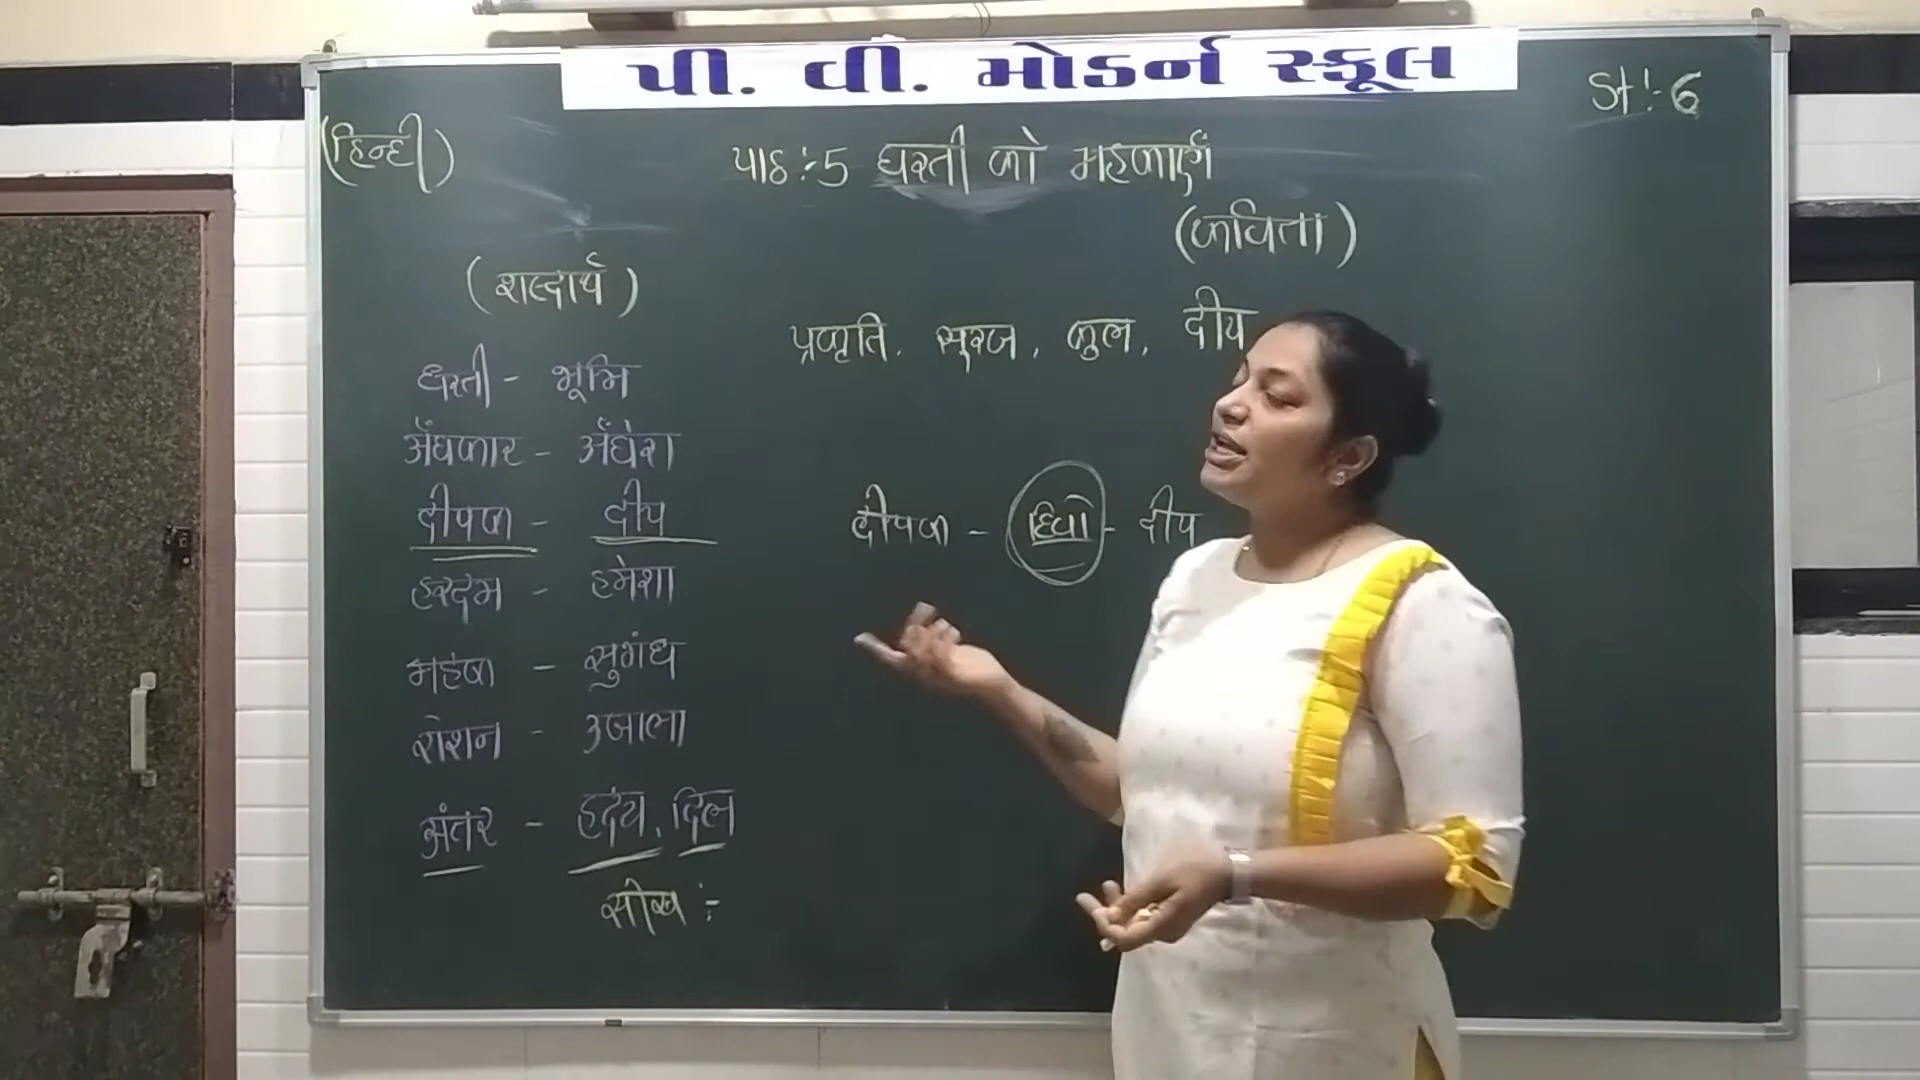 પી. વી. મોડર્ન સ્કૂલ
St :- 6
(हिन्दी)
पाठ :- 5 धरती को महकाएँ
(कविता)
(शब्दार्थ)
प्रकृति, सूरज, फुल, दीप
धरती - भूमि
अँधकार - अँधेरा
दीपक - दीप
दीपक - દિવો - दीप
हरदम - हमेशा
महक - सुगंध
रोशन - उजाला
अंतर - हृदय, दिल
सीख :-